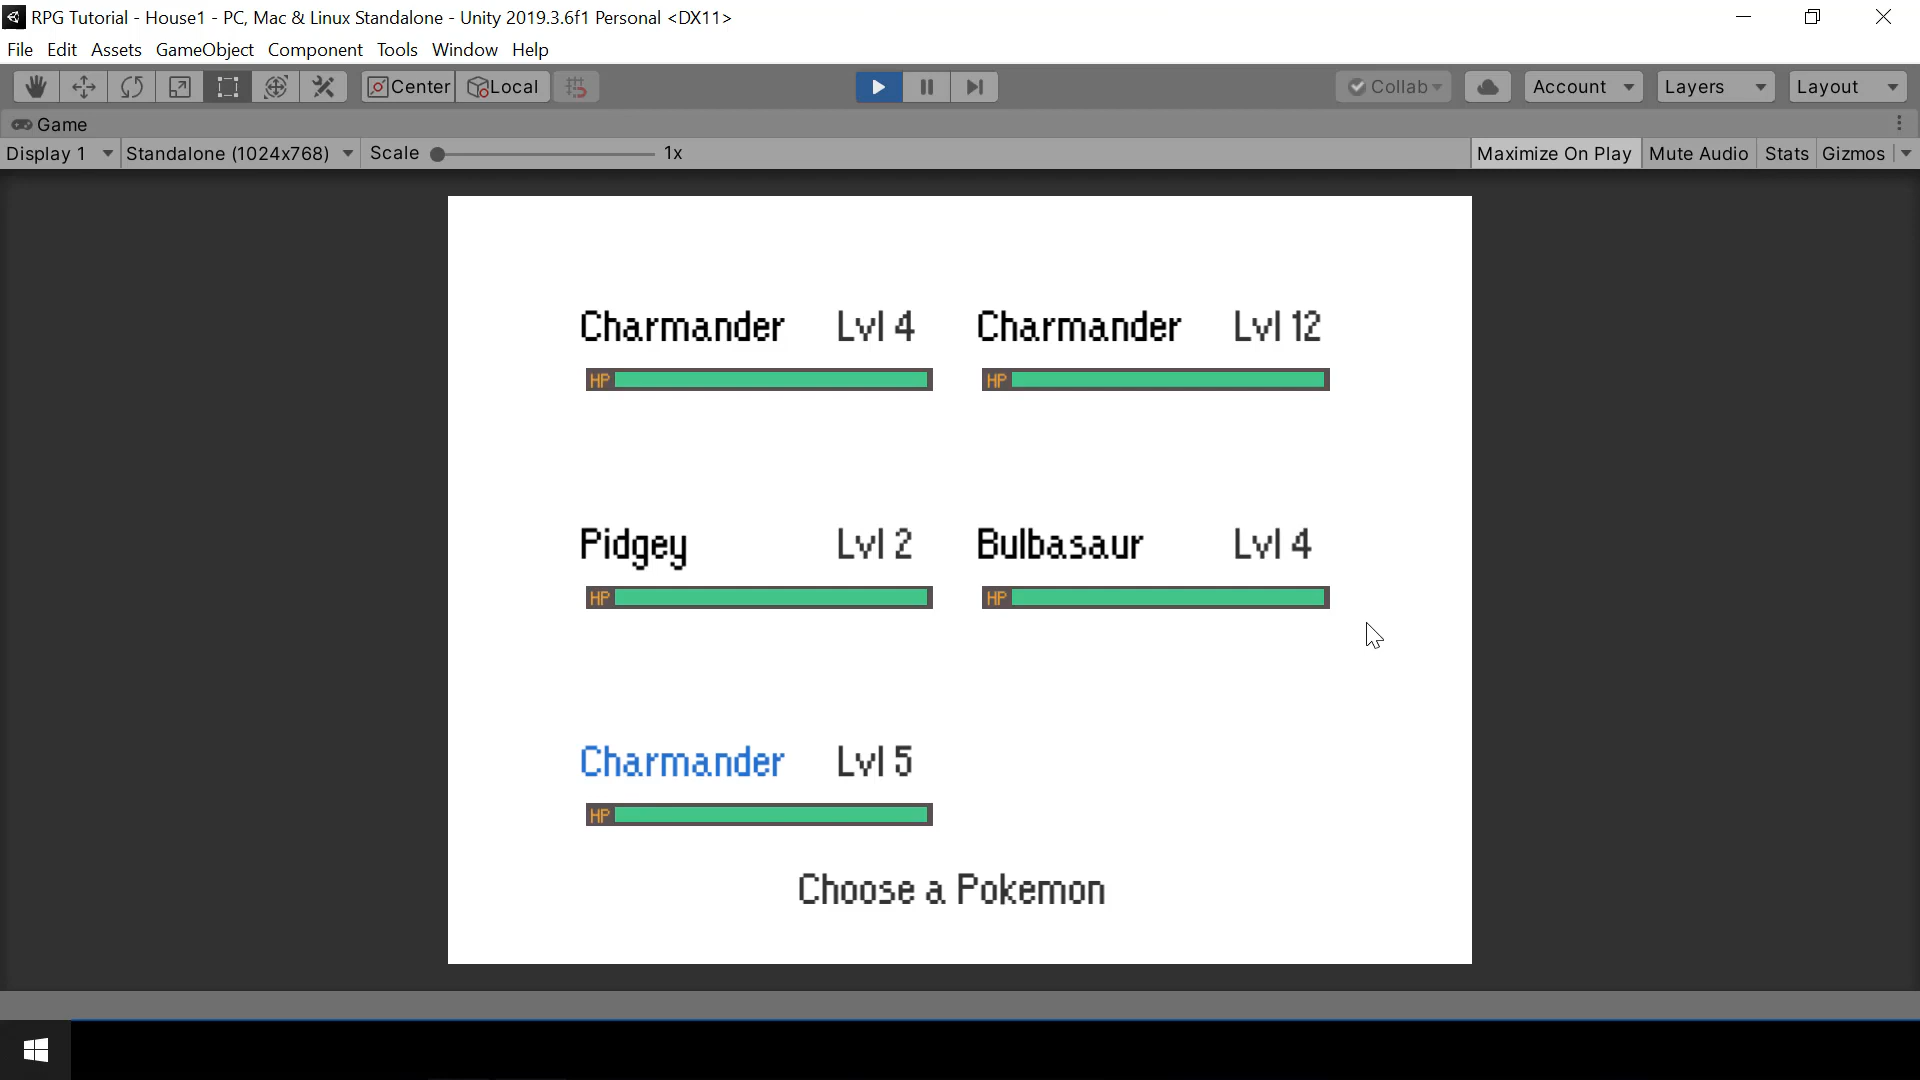 RPG Tutorial - House1 - PC, Mac & Linux Standalone - Unity 2019.3.6f1 Personal <DX11>
File Edit Assets GameObject Component Tools Window Help
Center Local Collab Account Layers Layout
Game
Display 1 Standalone (1024x768) Scale 1x Maximize On Play Mute Audio Stats Gizmos
Charmander Lvl 4 Charmander Lvl 12
HP HP
Pidgey Lvl 2 Bulbasaur Lvl 4
HP HP
Charmander Lvl 5
HP
Choose a Pokemon